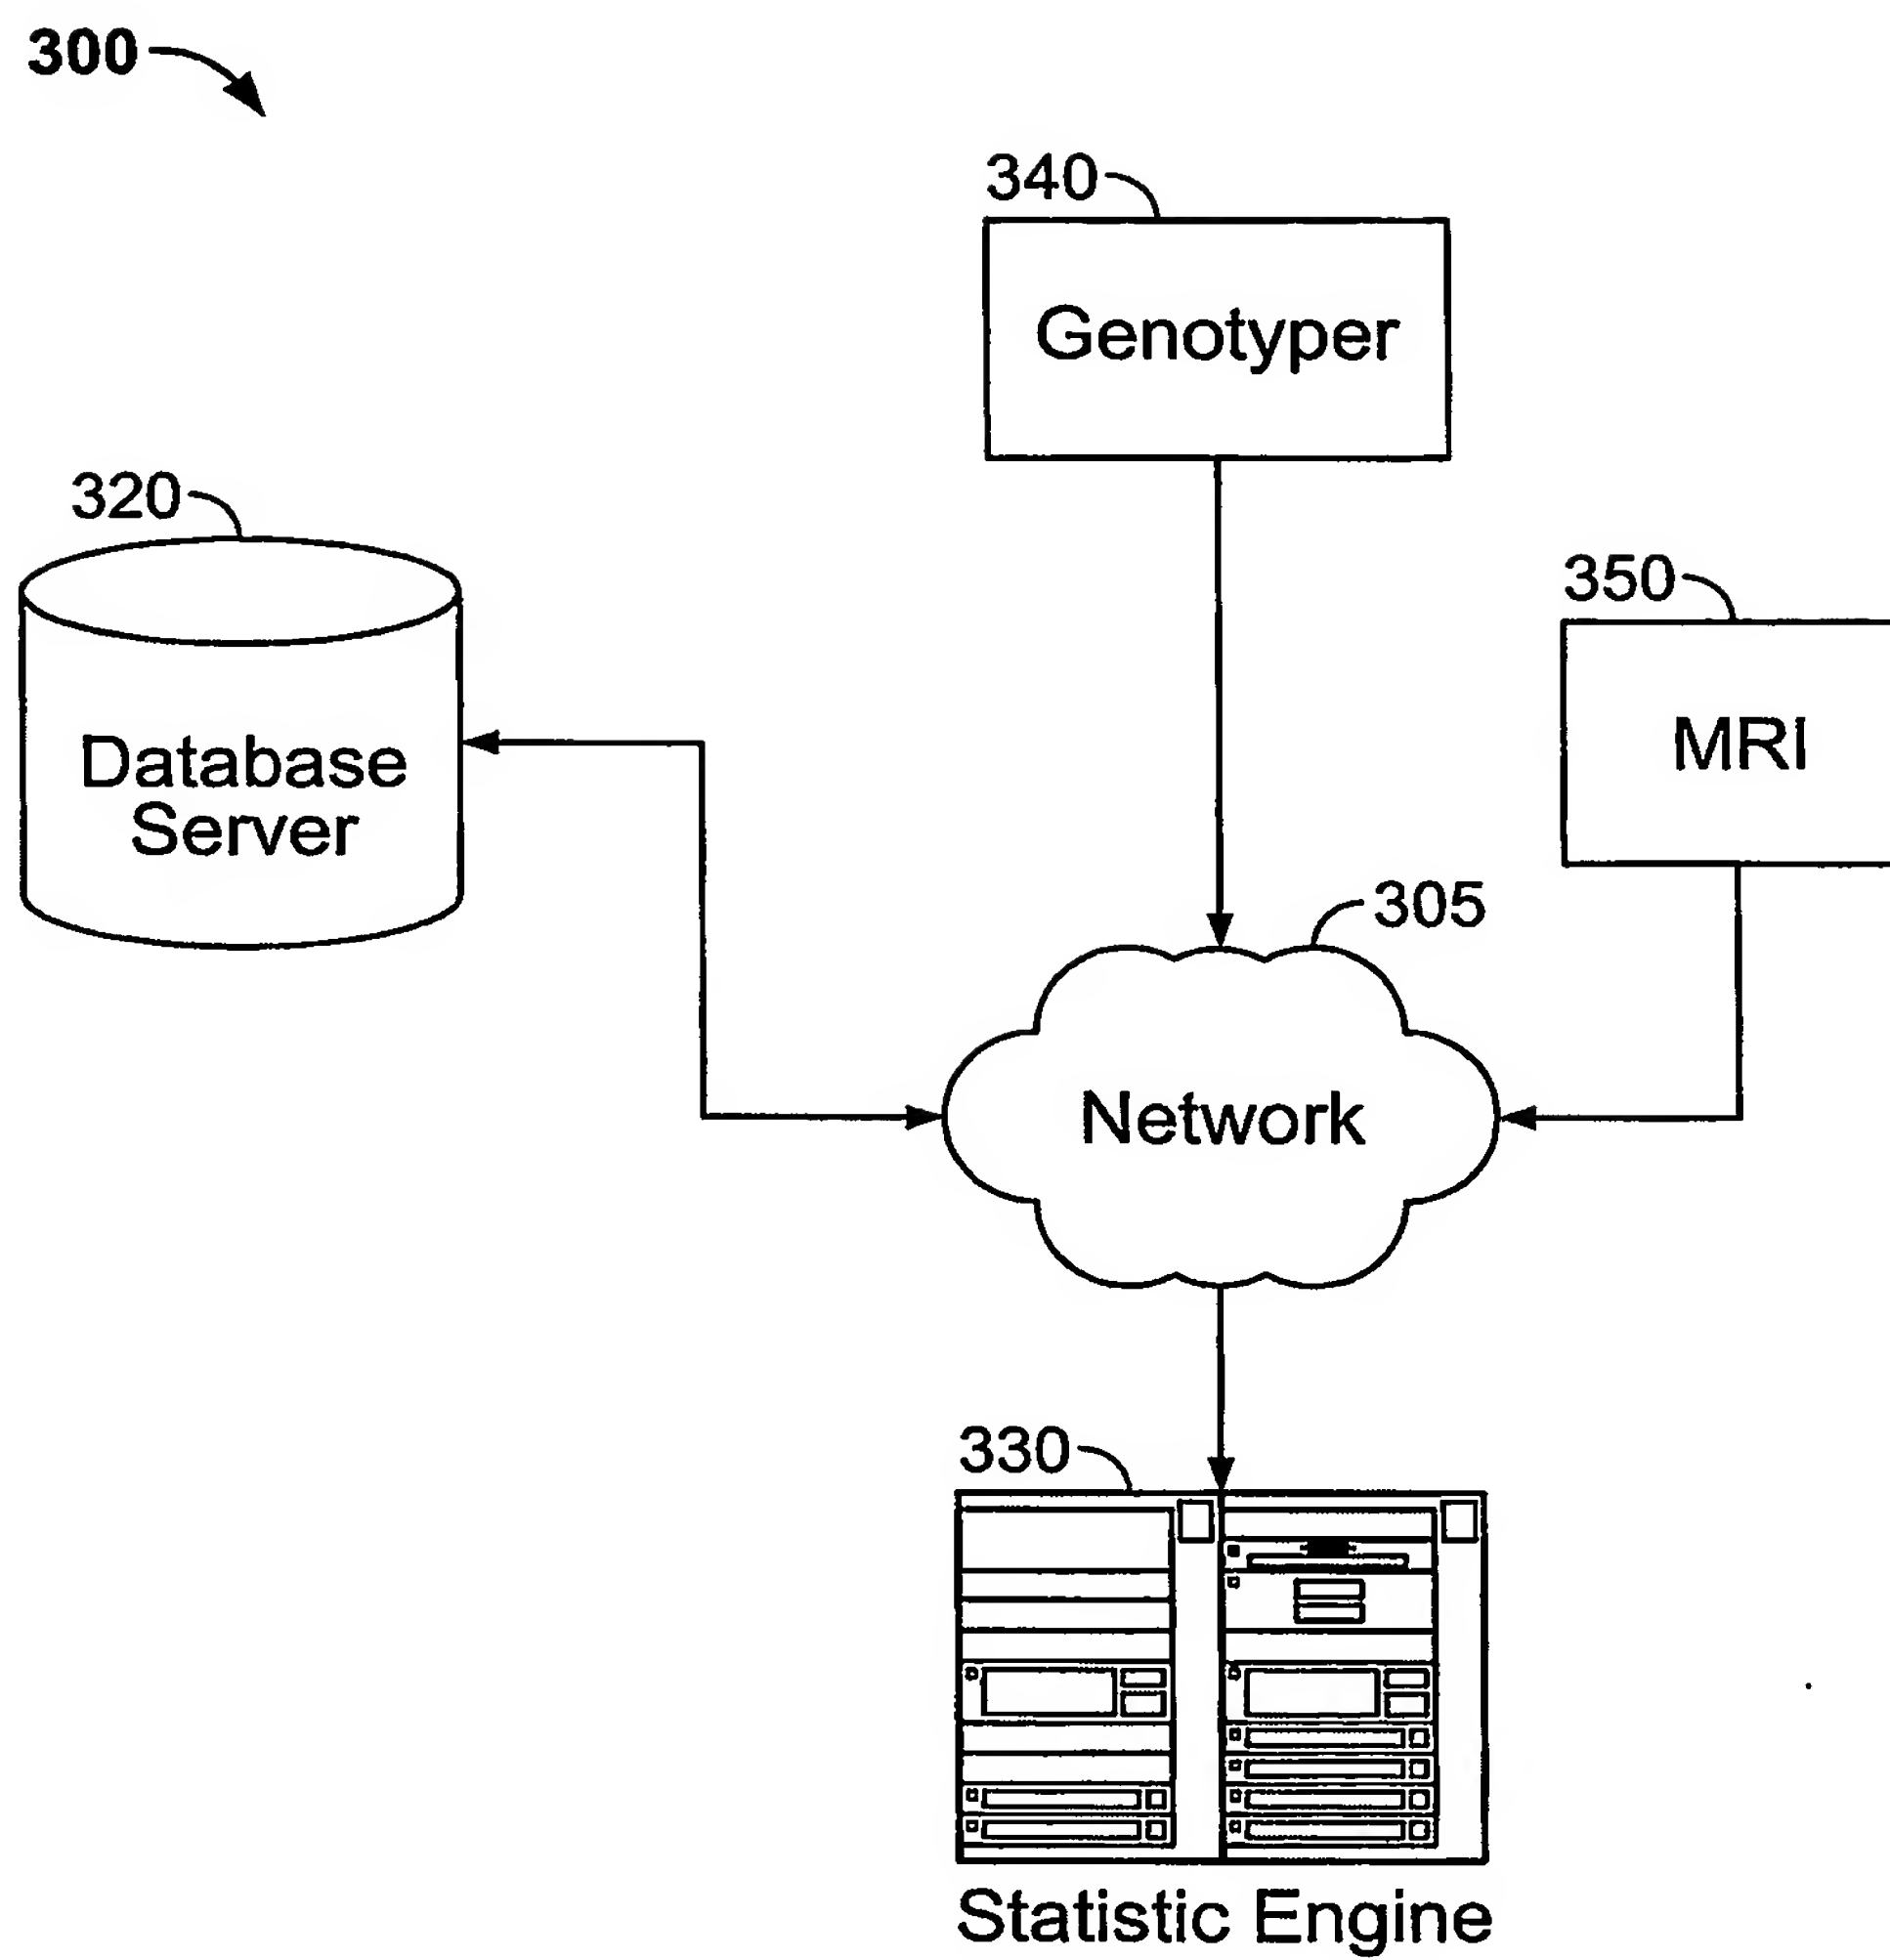 300
340
Genotyper
320
350
Database
Server
MRI
305
Network
330
Statistic Engine